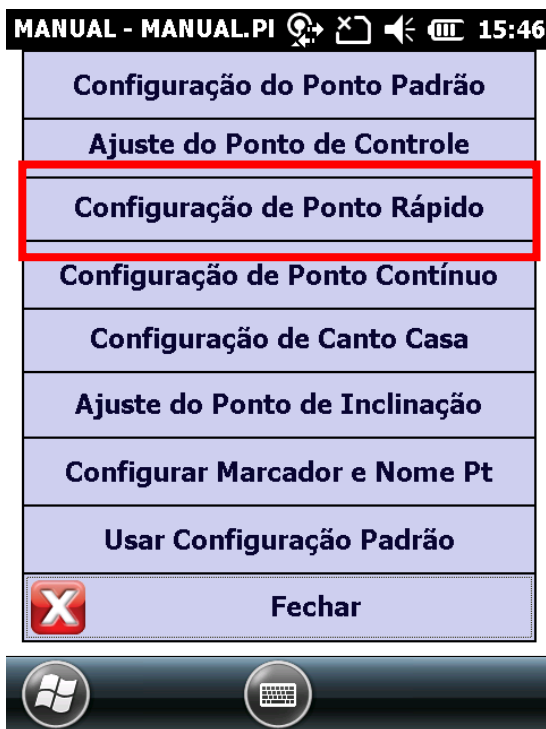 MANUAL - MANUAL.PI 15:46
Configuração do Ponto Padrão
Ajuste do Ponto de Controle
Configuração de Ponto Rápido
Configuração de Ponto Contínuo
Configuração de Canto Casa
Ajuste do Ponto de Inclinação
Configurar Marcador e Nome Pt
Usar Configuração Padrão
Fechar